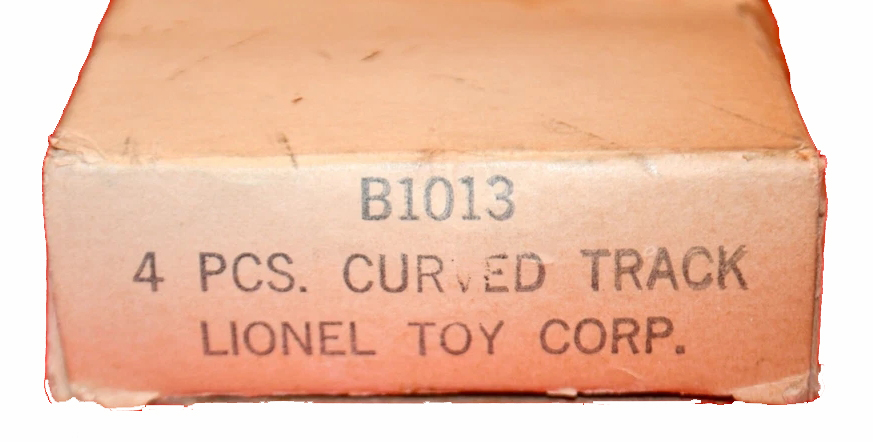 B1013
4 PCS. CURVED TRACK
LIONEL TOY CORP.